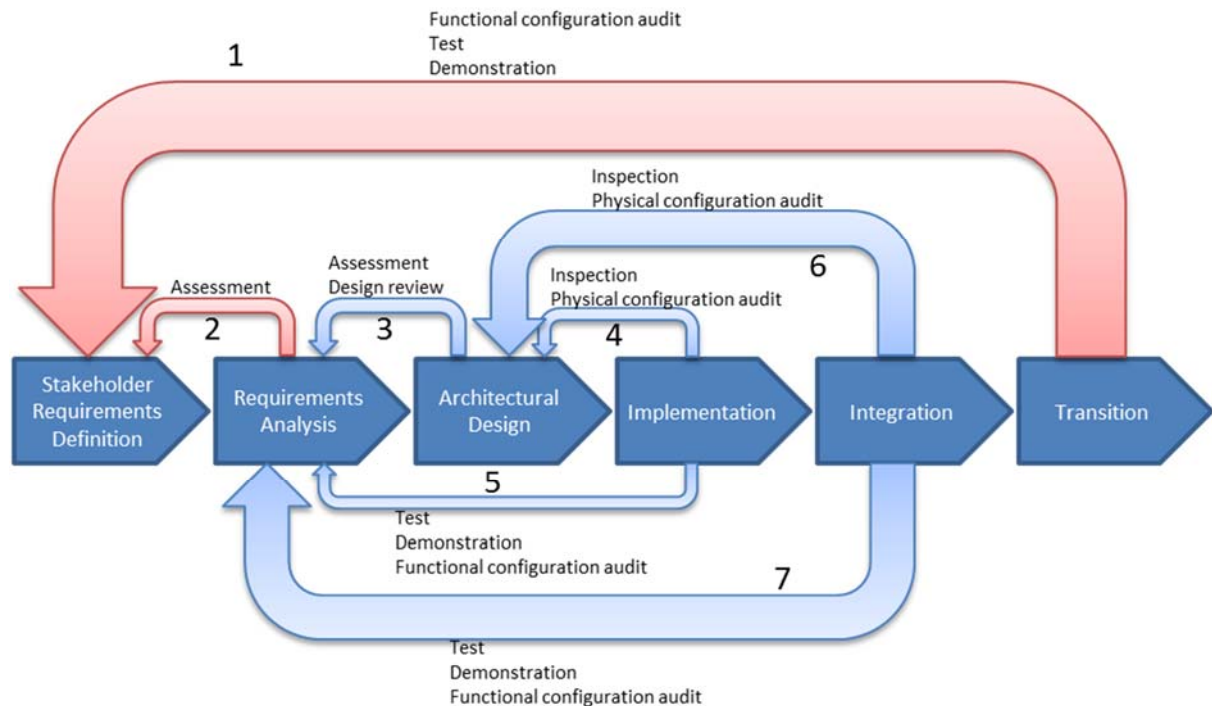 Functional configuration audit
Test
Demonstration
1
Inspection
Physical configuration audit
6
Assessment
Design review
3
Inspection
Physical configuration audit
4
Assessment
2
Stakeholder
Requirements
Definition
Requirements
Analysis
Architectural
Design
Implementation
Integration
Transition
5
Test
Demonstration
Functional configuration audit
7
Test
Demonstration
Functional configuration audit